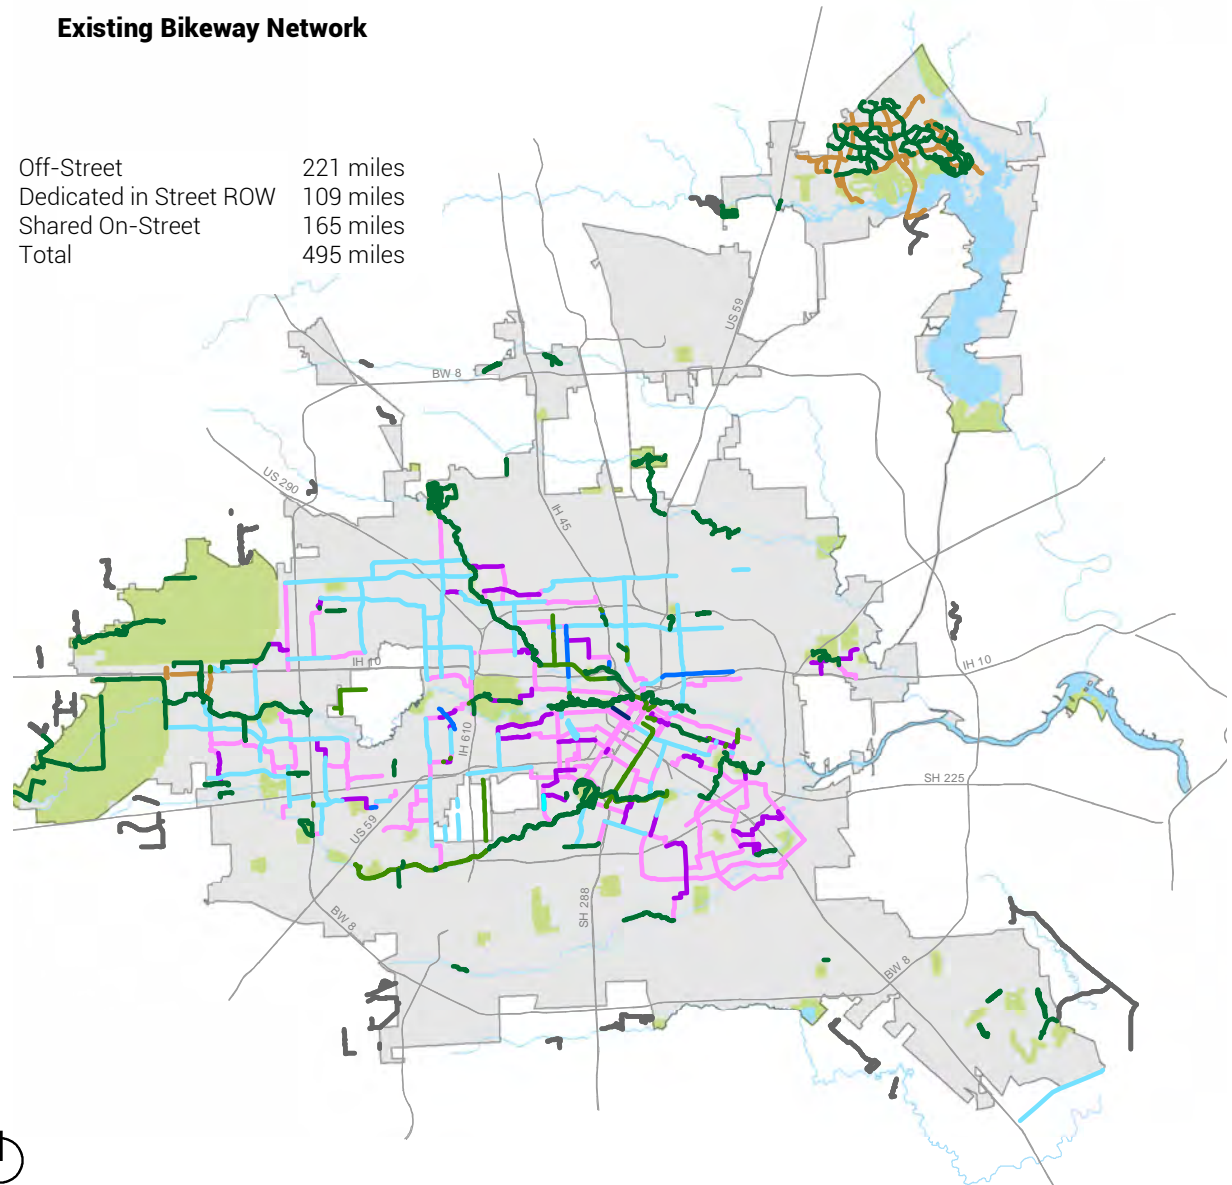 Existing Bikeway Network
Off-Street 221 miles
Dedicated in Street ROW 109 miles
Shared On-Street 165 miles
Total 495 miles
US 59
BW 8
US 290
IH 45
IH 10
IH 10
IH 610
SH 225
US 59
SH 288
BW 8
BW 8